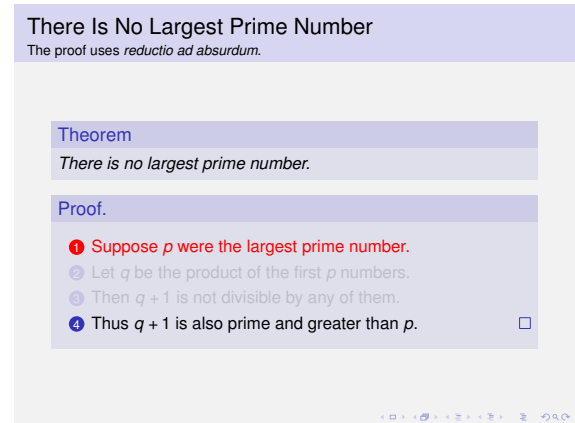 There Is No Largest Prime Number
The proof uses reductio ad absurdum.
Theorem
There is no largest prime number.
Proof.
1 Suppose p were the largest prime number.
2 Let q be the product of the first p numbers.
3 Then q + 1 is not divisible by any of them.
4 Thus q + 1 is also prime and greater than p. □